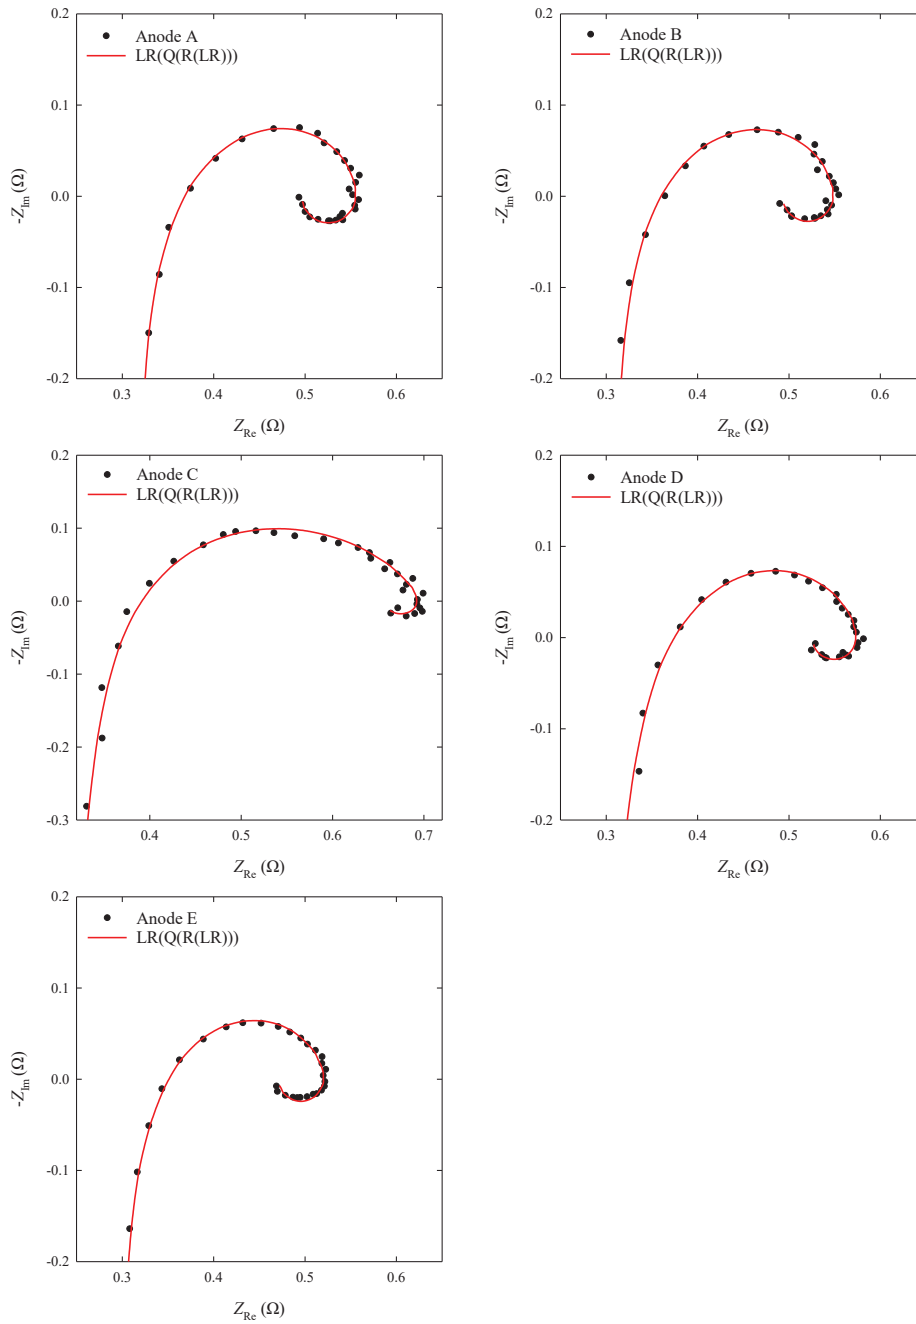 0.2
Anode A
LR(Q(R(LR)))
0.1
0.0
-0.1
-0.2
-Z_Im (Ω)
0.3 0.4 0.5 0.6
Z_Re (Ω)
0.2
Anode B
LR(Q(R(LR)))
0.1
0.0
-0.1
-0.2
-Z_Im (Ω)
0.3 0.4 0.5 0.6
Z_Re (Ω)
0.2
Anode C
LR(Q(R(LR)))
0.1
0.0
-0.1
-0.2
-0.3
-Z_Im (Ω)
0.4 0.5 0.6 0.7
Z_Re (Ω)
0.2
Anode D
LR(Q(R(LR)))
0.1
0.0
-0.1
-0.2
-Z_Im (Ω)
0.3 0.4 0.5 0.6
Z_Re (Ω)
0.2
Anode E
LR(Q(R(LR)))
0.1
0.0
-0.1
-0.2
-Z_Im (Ω)
0.3 0.4 0.5 0.6
Z_Re (Ω)